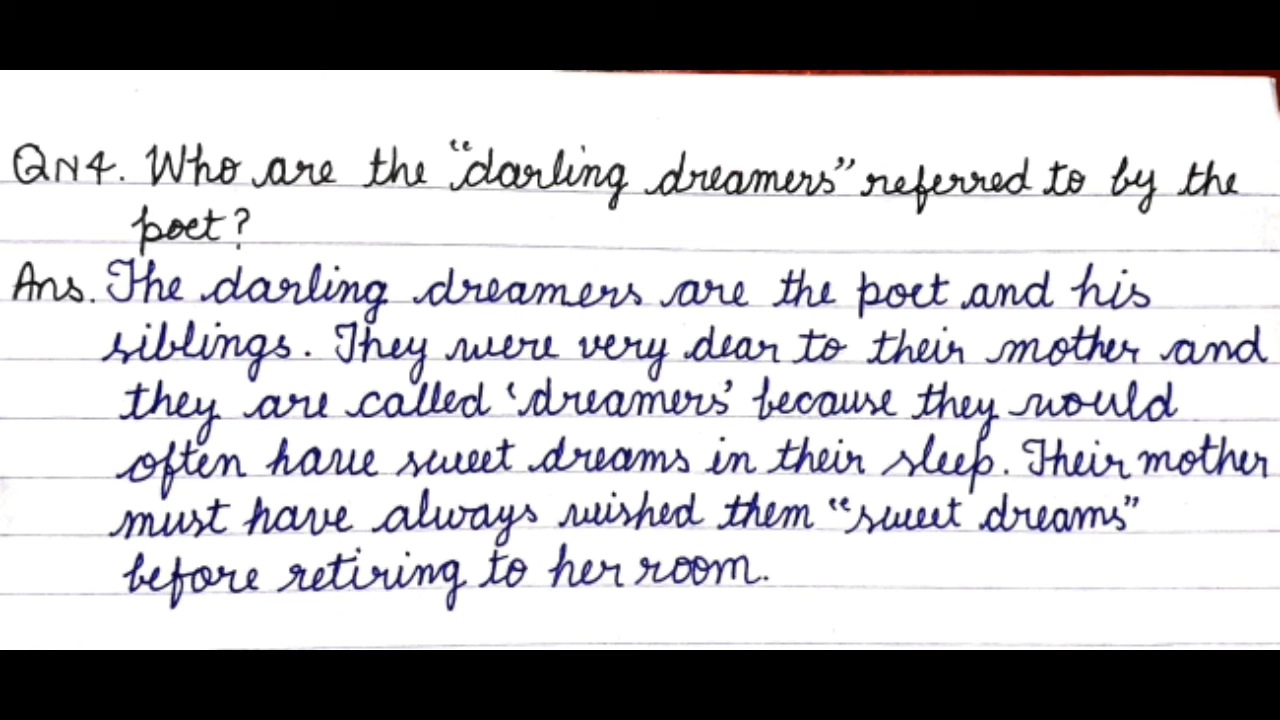 QN4. Who are the "darling dreamers" referred to by the
poet?
Ans. The darling dreamers are the poet and his
siblings. They were very dear to their mother and
they are called 'dreamers' because they would
often have sweet dreams in their sleep. Their mother
must have always wished them "sweet dreams"
before retiring to her room.